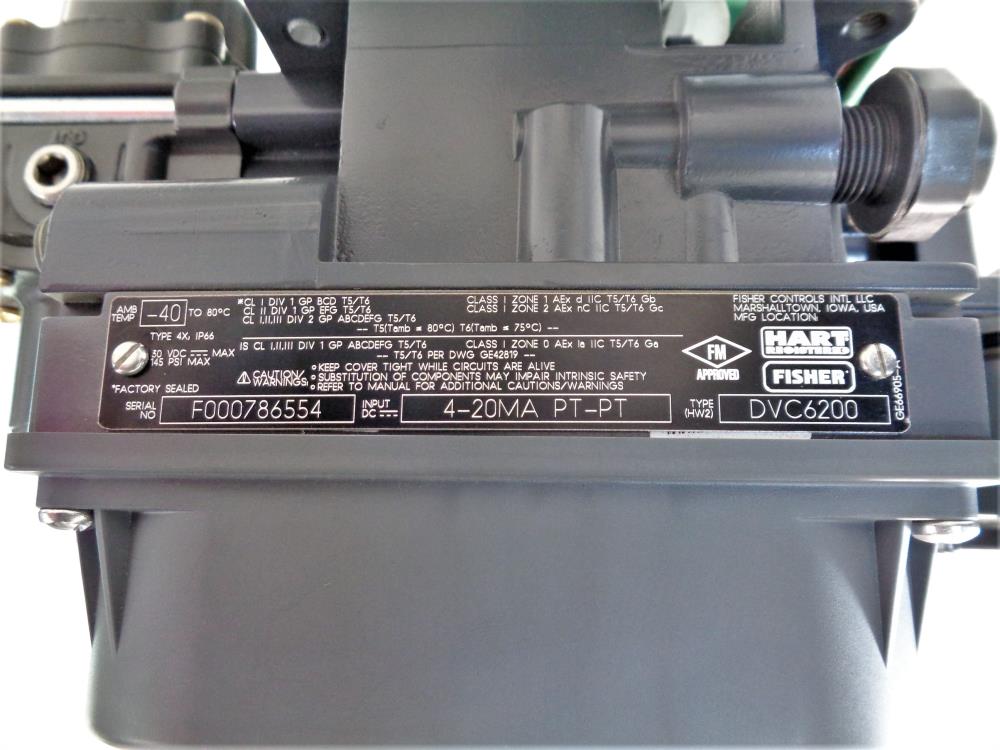 AMB TEMP -40 TO 80°C
TYPE 4X, IP66
30 VDC MAX
145 PSI MAX
*FACTORY SEALED
*CL I DIV 1 GP BCD T5/T6
CL II DIV 1 GP EFG T5/T6
CL I,II,III DIV 2 GP ABCDEFG T5/T6
CLASS I ZONE 1 AEx d IIC T5/T6 Gb
CLASS I ZONE 2 AEx nC IIC T5/T6 Gc
-- T5(Tamb ≤ 80°C) T6(Tamb ≤ 75°C) --
IS CL I,II,III DIV 1 GP ABCDEFG T5/T6
CLASS I ZONE 0 AEx ia IIC T5/T6 Ga
-- T5/T6 PER DWG GE42819 --
⚠ CAUTION/ WARNINGS:
○ KEEP COVER TIGHT WHILE CIRCUITS ARE ALIVE
○ SUBSTITUTION OF COMPONENTS MAY IMPAIR INTRINSIC SAFETY
○ REFER TO MANUAL FOR ADDITIONAL CAUTIONS/WARNINGS
FISHER CONTROLS INTL LLC
MARSHALLTOWN, IOWA, USA
MFG LOCATION:
FM
APPROVED
HART
REGISTERED
FISHER
SERIAL NO F000786554
INPUT DC 4-20MA PT-PT
TYPE (HW2) DVC6200
GE66905-A